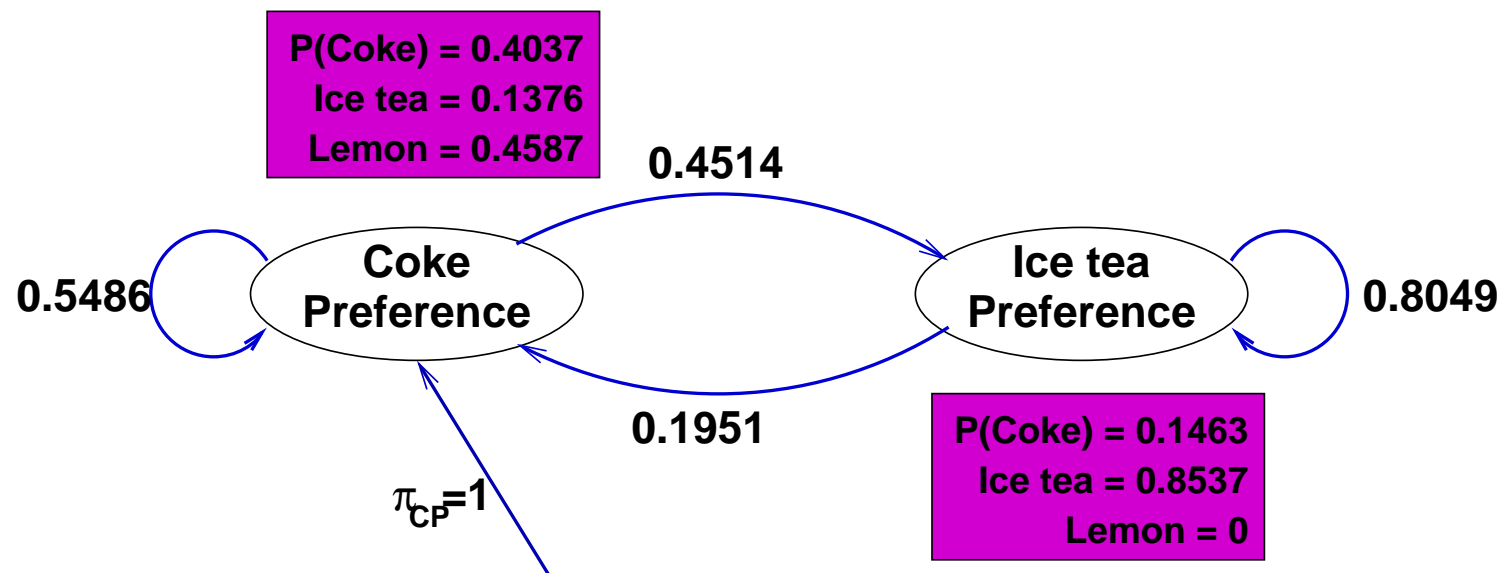 P(Coke) = 0.4037
Ice tea = 0.1376
Lemon = 0.4587
0.4514
Coke
Preference
Ice tea
Preference
0.5486
0.8049
0.1951
P(Coke) = 0.1463
Ice tea = 0.8537
Lemon = 0
π_CP=1